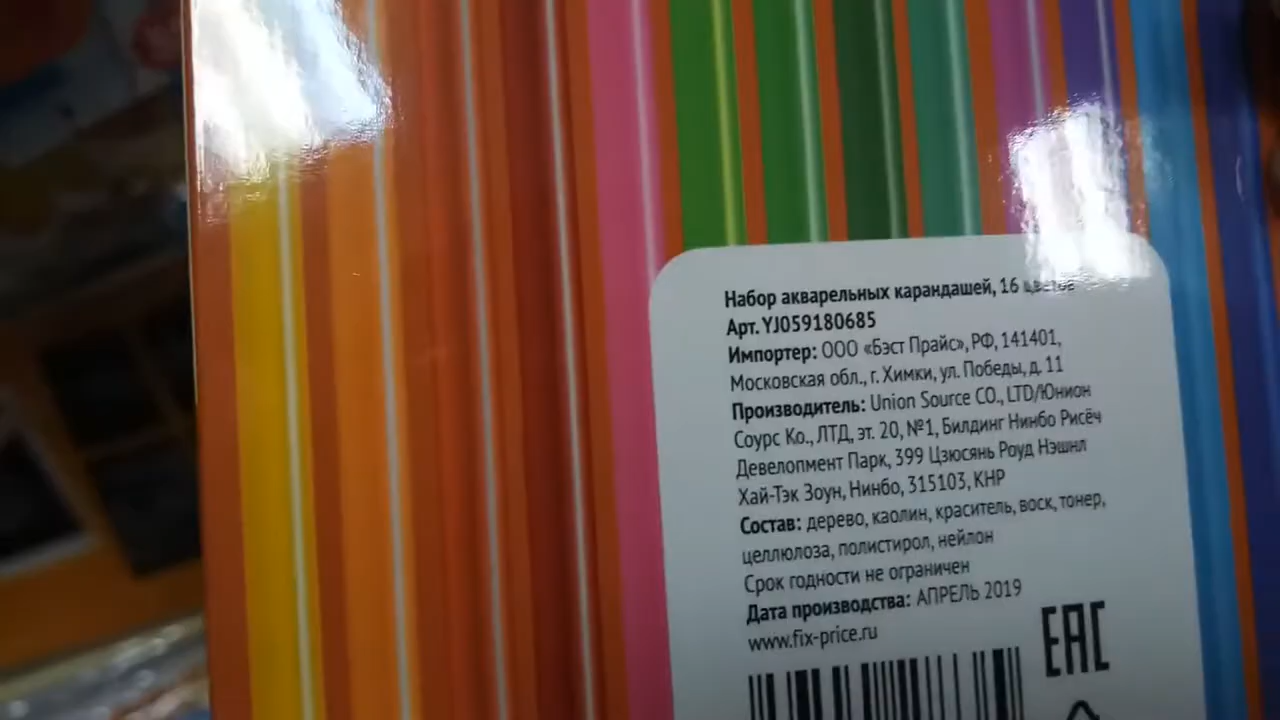 Набор акварельных карандашей, 16 цветов
Арт. YJ059180685
Импортер: ООО «Бэст Прайс», РФ, 141401,
Московская обл., г. Химки, ул. Победы, д. 11
Производитель: Union Source CO., LTD/Юнион
Соурс Ко., ЛТД, эт. 20, №1, Билдинг Нинбо Рисёч
Девелопмент Парк, 399 Цзюсянь Роуд Нэшнл
Хай-Тэк Зоун, Нинбо, 315103, КНР
Состав: дерево, каолин, краситель, воск, тонер,
целлюлоза, полистирол, нейлон
Срок годности не ограничен
Дата производства: АПРЕЛЬ 2019
www.fix-price.ru
ЕАС